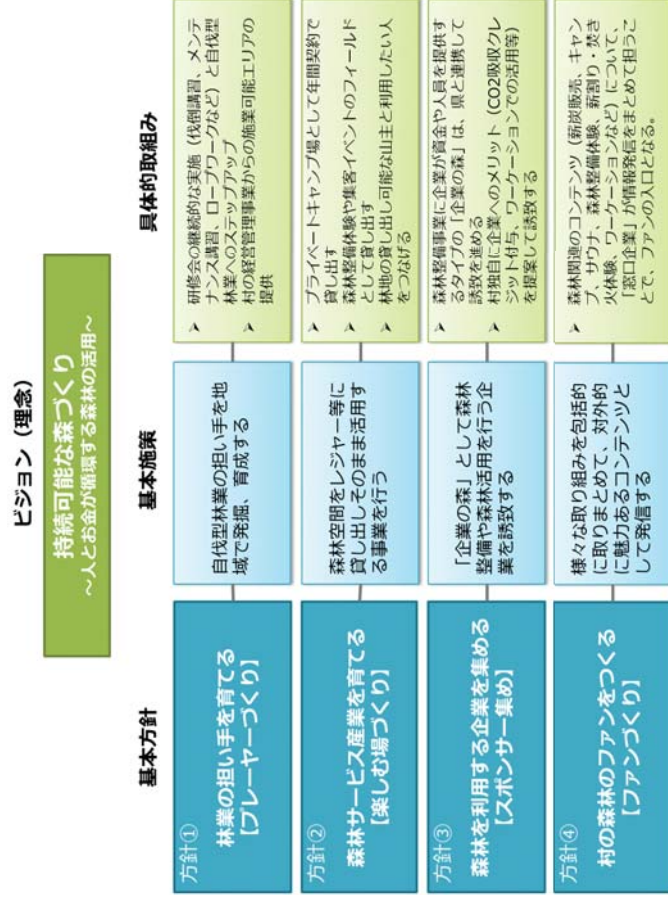 ビジョン（理念）
持続可能な森づくり
～人とお金が循環する森林の活用～
基本方針
基本施策
具体的取組み
方針①
林業の担い手を育てる
【プレーヤーづくり】
自伐型林業の担い手を地
域で発掘、育成する
➢ 研修会の継続的な実施（伐倒講習、メンテ
ナンス講習、ロープワークなど）と自伐型
林業へのステップアップ
➢ 村の経営管理事業からの施業可能エリアの
提供
方針②
森林サービス産業を育てる
【楽しむ場づくり】
森林空間をレジャー等に
貸し出しそのまま活用す
る事業を行う
➢ プライベートキャンプ場として年間契約で
貸し出す
➢ 森林整備体験や集客イベントのフィールド
として貸し出す
➢ 林地の貸し出し可能な山主と利用したい人
をつなげる
方針③
森林を利用する企業を集める
【スポンサー集め】
「企業の森」として森林
整備や森林活用を行う企
業を誘致する
➢ 森林整備事業に企業が資金や人員を提供す
るタイプの「企業の森」は、県と連携して
誘致を進める
➢ 村独自に企業へのメリット（CO2吸収クレ
ジット付与、ワーケーションでの活用等）
を提案して誘致する
方針④
村の森林のファンをつくる
【ファンづくり】
様々な取り組みを包括的
に取りまとめて、対外的
に魅力あるコンテンツと
して発信する
➢ 森林関連のコンテンツ（薪炭販売、キャン
プ、サウナ、森林整備体験、薪割り・焚き
火体験、ワーケーションなど）について、
「窓口企業」が情報発信をまとめて担うこ
とで、ファンの入口となる。